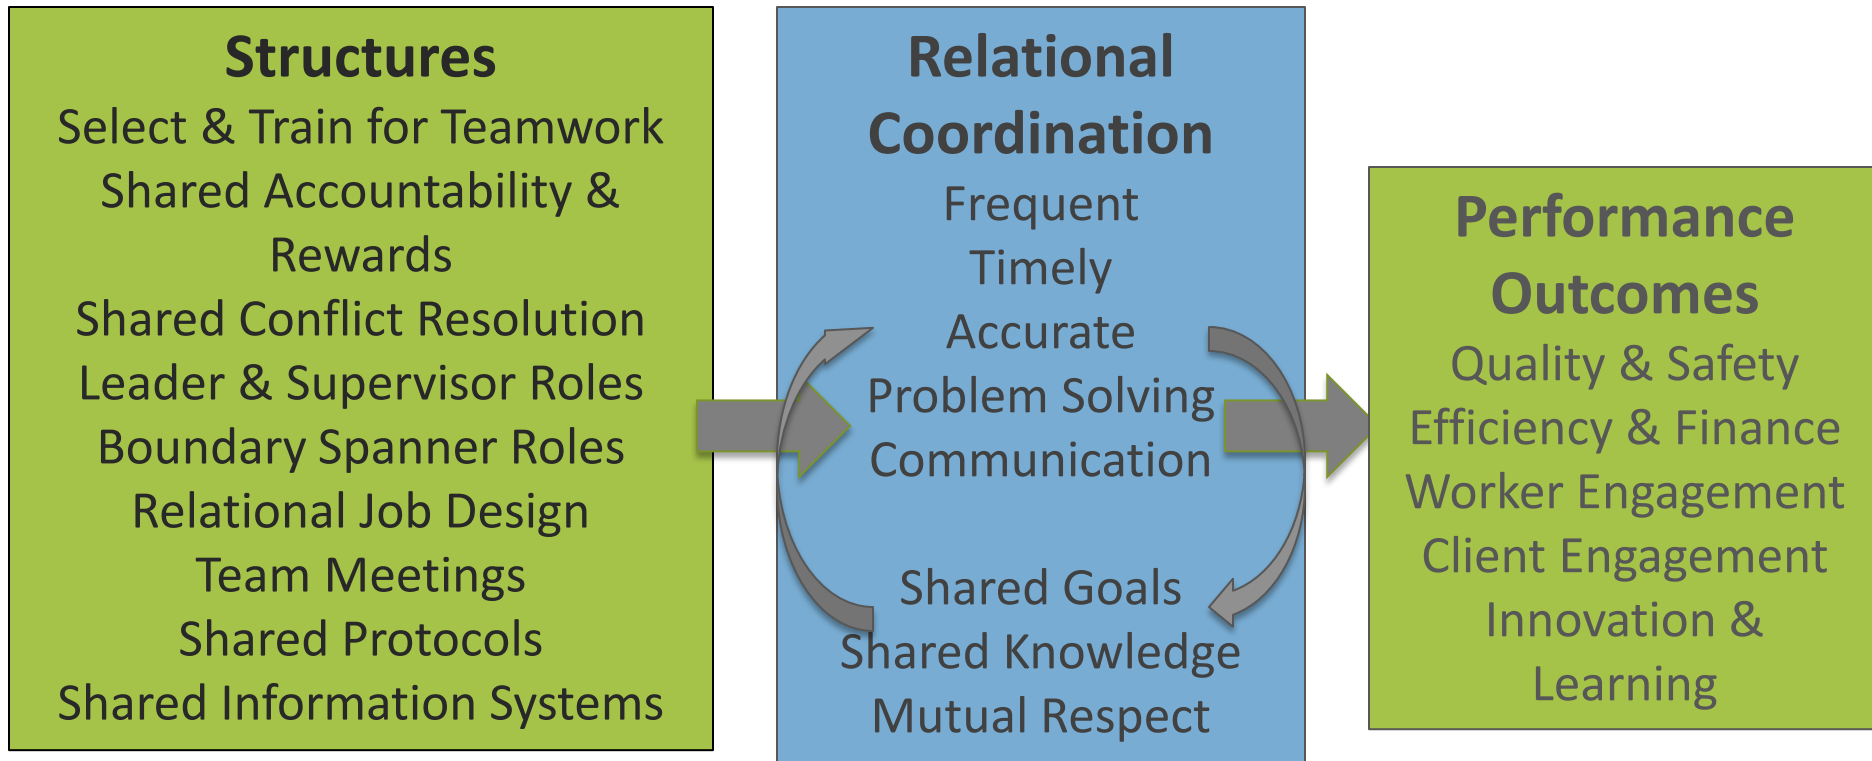 Structures
Select & Train for Teamwork
Shared Accountability &
Rewards
Shared Conflict Resolution
Leader & Supervisor Roles
Boundary Spanner Roles
Relational Job Design
Team Meetings
Shared Protocols
Shared Information Systems
Relational
Coordination
Frequent
Timely
Accurate
Problem Solving
Communication
Shared Goals
Shared Knowledge
Mutual Respect
Performance
Outcomes
Quality & Safety
Efficiency & Finance
Worker Engagement
Client Engagement
Innovation &
Learning